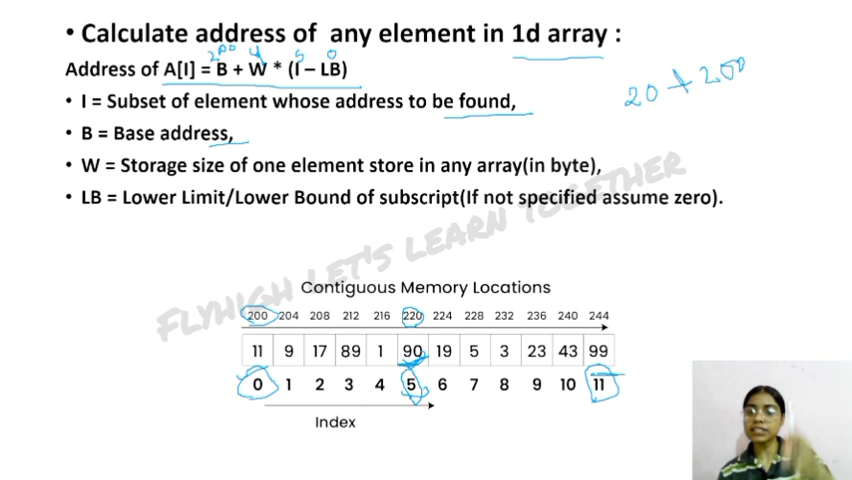 • Calculate address of any element in 1d array :
200 4 5 0
Address of A[I] = B + W * (I – LB)
20 + 200
• I = Subset of element whose address to be found,
• B = Base address,
• W = Storage size of one element store in any array(in byte),
• LB = Lower Limit/Lower Bound of subscript(If not specified assume zero).
FLYHIGH LET'S LEARN TOGETHER
Contiguous Memory Locations
200 204 208 212 216 220 224 228 232 236 240 244
11 9 17 89 1 90 19 5 3 23 43 99
0 1 2 3 4 5 6 7 8 9 10 11
Index